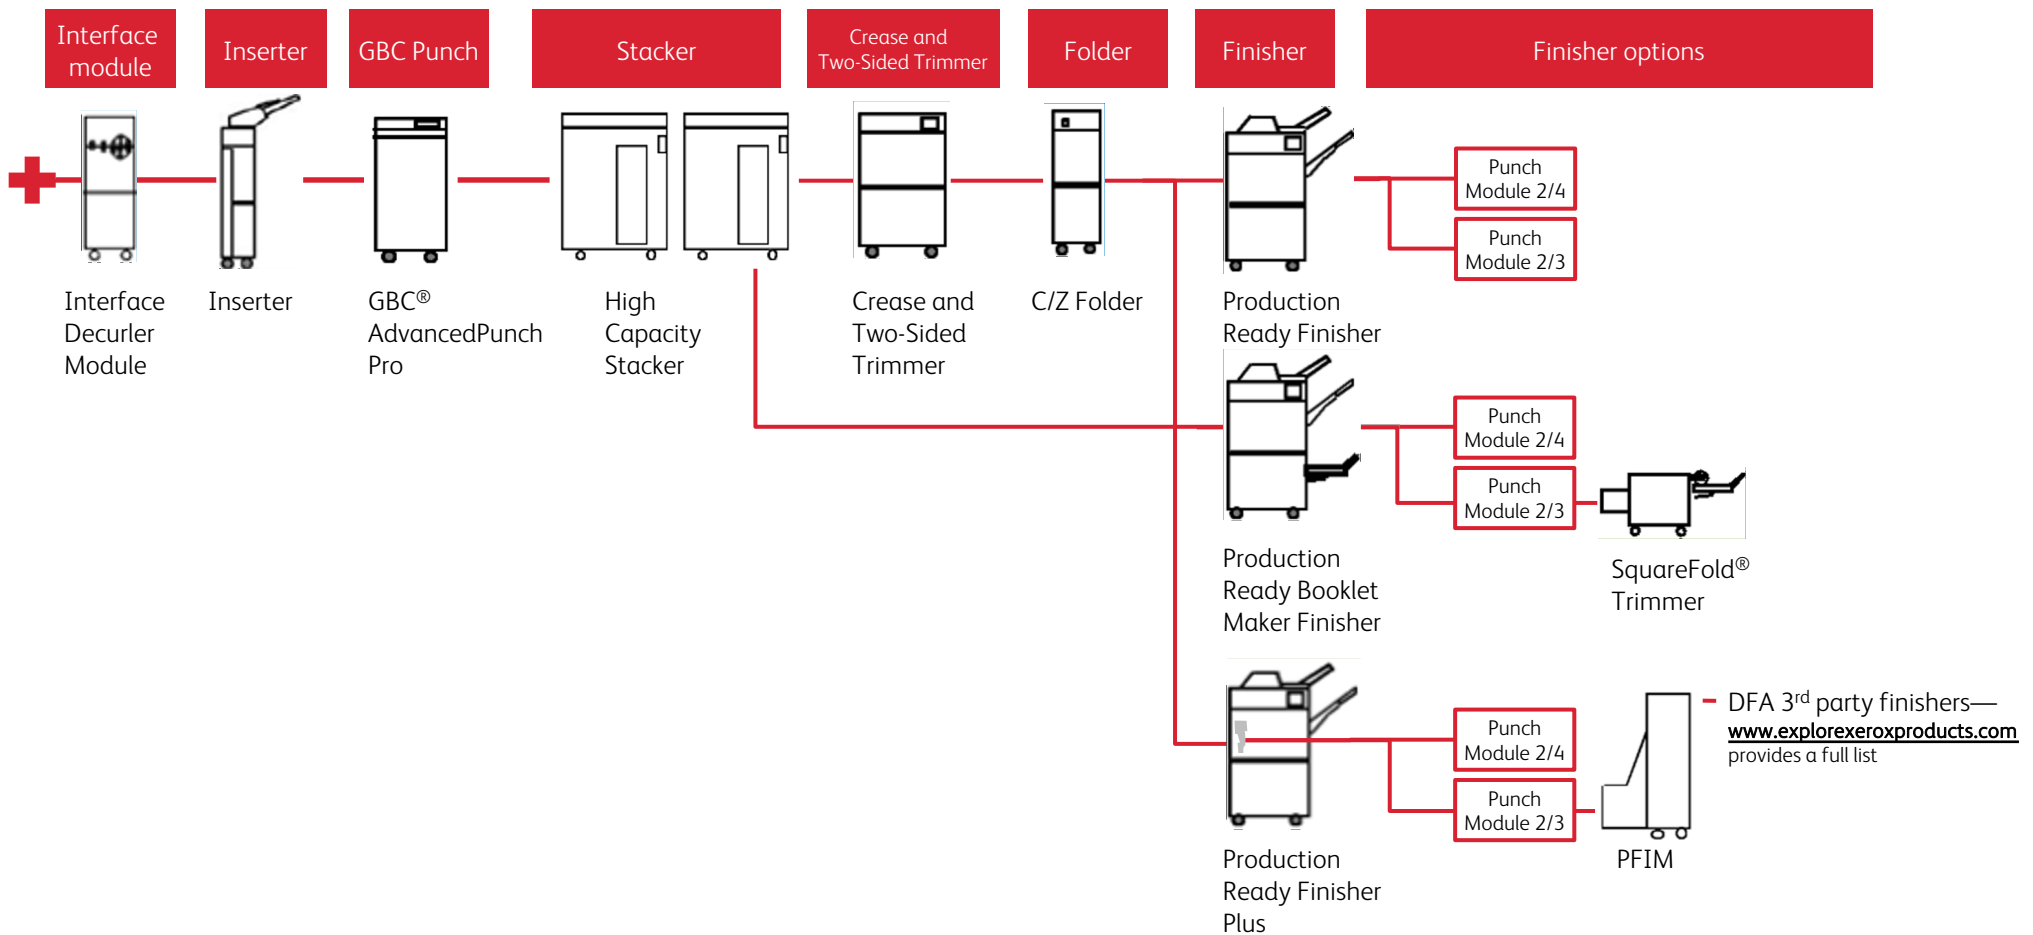 Interface
module
Inserter
GBC Punch
Stacker
Crease and
Two-Sided Trimmer
Folder
Finisher
Finisher options
Interface
Decurler
Module
Inserter
GBC®
AdvancedPunch
Pro
High
Capacity
Stacker
Crease and
Two-Sided
Trimmer
C/Z Folder
Production
Ready Finisher
Punch
Module 2/4
Punch
Module 2/3
Production
Ready Booklet
Maker Finisher
Punch
Module 2/4
Punch
Module 2/3
SquareFold®
Trimmer
Production
Ready Finisher
Plus
Punch
Module 2/4
Punch
Module 2/3
PFIM
DFA 3rd party finishers—
www.explorexeroxproducts.com
provides a full list